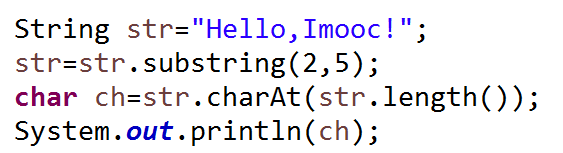 String str="Hello,Imooc!";
str=str.substring(2,5);
char ch=str.charAt(str.length());
System.out.println(ch);